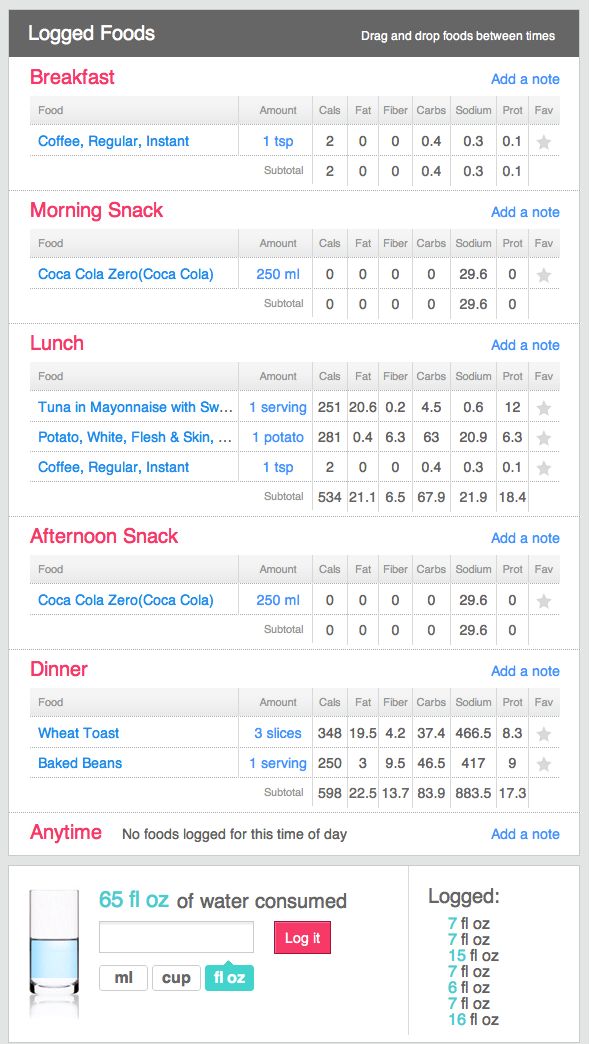 Logged Foods Drag and drop foods between times
Breakfast Add a note
Food Amount Cals Fat Fiber Carbs Sodium Prot Fav
Coffee, Regular, Instant 1 tsp 2 0 0 0.4 0.3 0.1
Subtotal 2 0 0 0.4 0.3 0.1
Morning Snack Add a note
Food Amount Cals Fat Fiber Carbs Sodium Prot Fav
Coca Cola Zero(Coca Cola) 250 ml 0 0 0 0 29.6 0
Subtotal 0 0 0 0 29.6 0
Lunch Add a note
Food Amount Cals Fat Fiber Carbs Sodium Prot Fav
Tuna in Mayonnaise with Sw... 1 serving 251 20.6 0.2 4.5 0.6 12
Potato, White, Flesh & Skin, ... 1 potato 281 0.4 6.3 63 20.9 6.3
Coffee, Regular, Instant 1 tsp 2 0 0 0.4 0.3 0.1
Subtotal 534 21.1 6.5 67.9 21.9 18.4
Afternoon Snack Add a note
Food Amount Cals Fat Fiber Carbs Sodium Prot Fav
Coca Cola Zero(Coca Cola) 250 ml 0 0 0 0 29.6 0
Subtotal 0 0 0 0 29.6 0
Dinner Add a note
Food Amount Cals Fat Fiber Carbs Sodium Prot Fav
Wheat Toast 3 slices 348 19.5 4.2 37.4 466.5 8.3
Baked Beans 1 serving 250 3 9.5 46.5 417 9
Subtotal 598 22.5 13.7 83.9 883.5 17.3
Anytime No foods logged for this time of day Add a note
65 fl oz of water consumed
Log it
ml cup fl oz
Logged:
7 fl oz
7 fl oz
15 fl oz
7 fl oz
6 fl oz
7 fl oz
16 fl oz